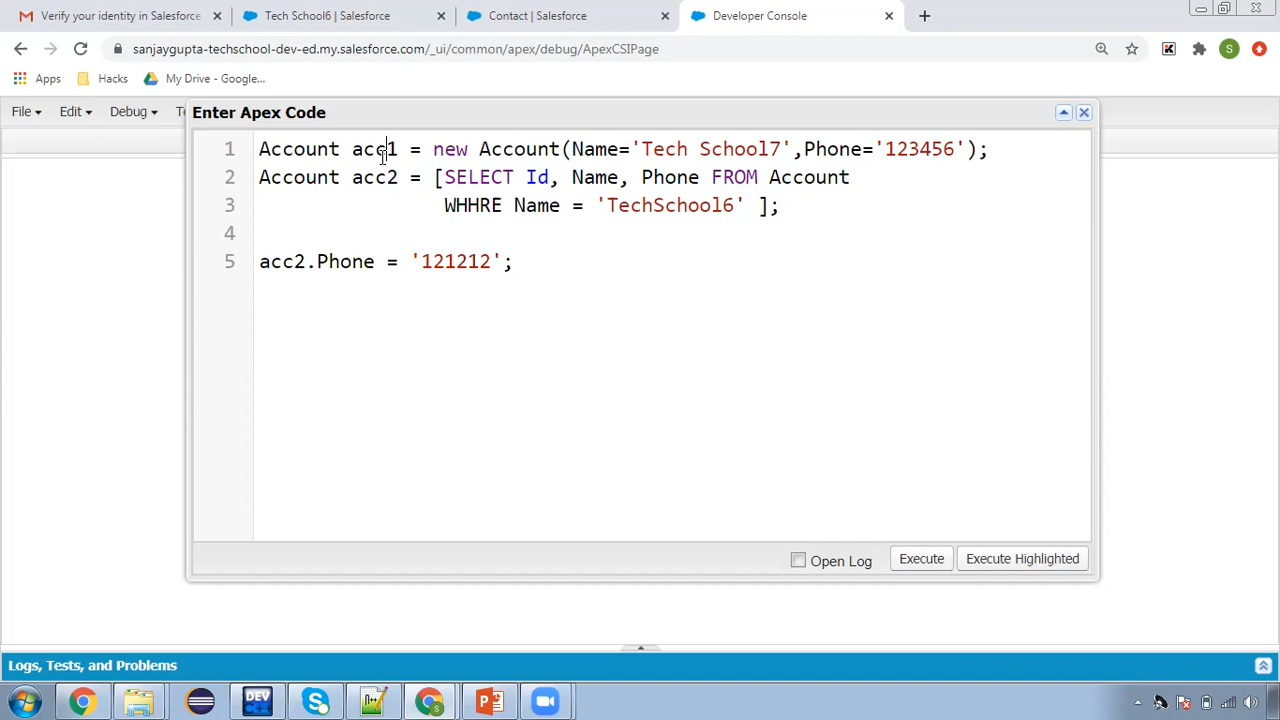 Verify your identity in Salesforce
Tech School6 | Salesforce
Contact | Salesforce
Developer Console
sanjaygupta-techschool-dev-ed.my.salesforce.com/_ui/common/apex/debug/ApexCSIPage
S
Apps
Hacks
My Drive - Google...
File
Edit
Debug
T
Enter Apex Code
1 Account acc1 = new Account(Name='Tech School7',Phone='123456');
2 Account acc2 = [SELECT Id, Name, Phone FROM Account
3 WHHRE Name = 'TechSchool6' ];
4
5 acc2.Phone = '121212';
Open Log
Execute
Execute Highlighted
Logs, Tests, and Problems